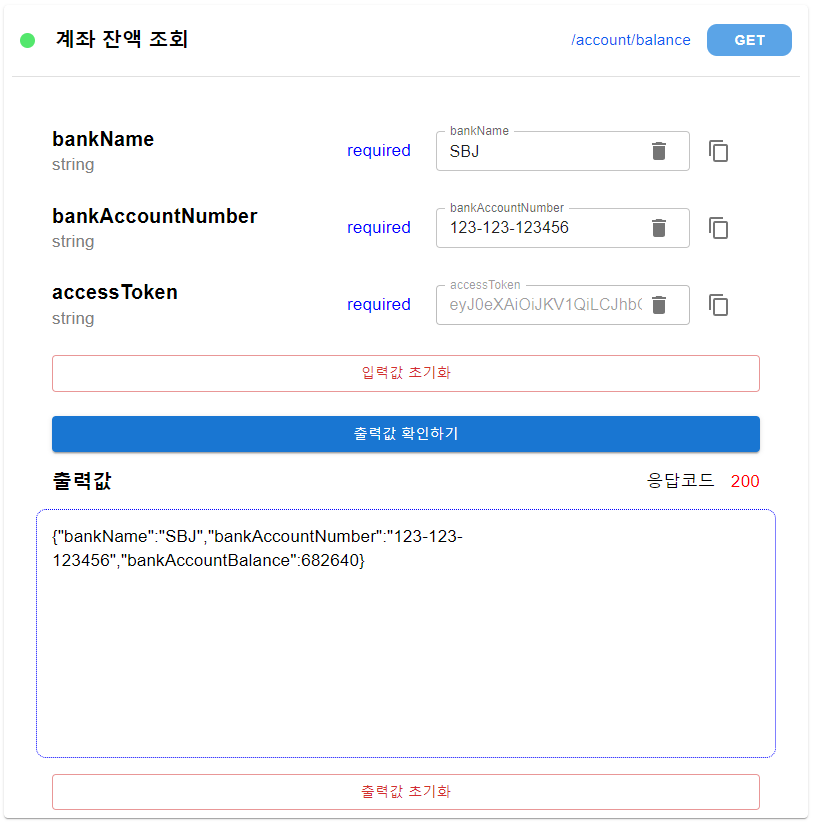 계좌 잔액 조회 /account/balance GET
bankName required bankName
string SBJ
bankAccountNumber required bankAccountNumber
string 123-123-123456
accessToken required accessToken
string eyJ0eXAiOiJKV1QiLCJhb
입력값 초기화
출력값 확인하기
출력값 응답코드 200
{"bankName":"SBJ","bankAccountNumber":"123-123-
123456","bankAccountBalance":682640}
출력값 초기화